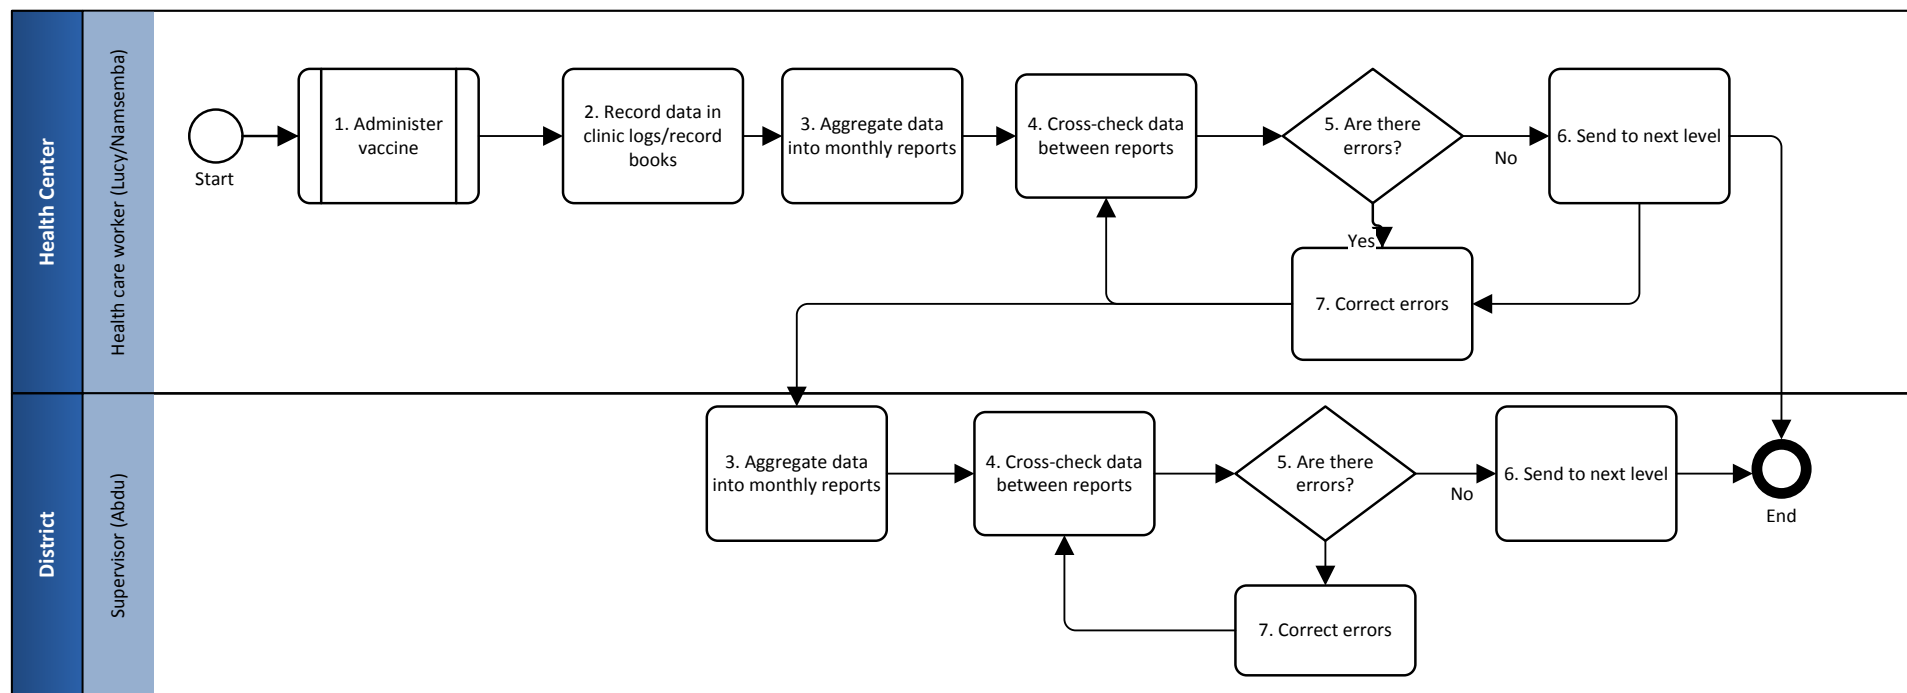 Health Center
Health care worker (Lucy/Namsemba)
Start
1. Administer
vaccine
2. Record data in
clinic logs/record
books
3. Aggregate data
into monthly reports
4. Cross-check data
between reports
5. Are there
errors?
No
6. Send to next level
Yes
7. Correct errors
District
Supervisor (Abdu)
3. Aggregate data
into monthly reports
4. Cross-check data
between reports
5. Are there
errors?
No
6. Send to next level
End
7. Correct errors